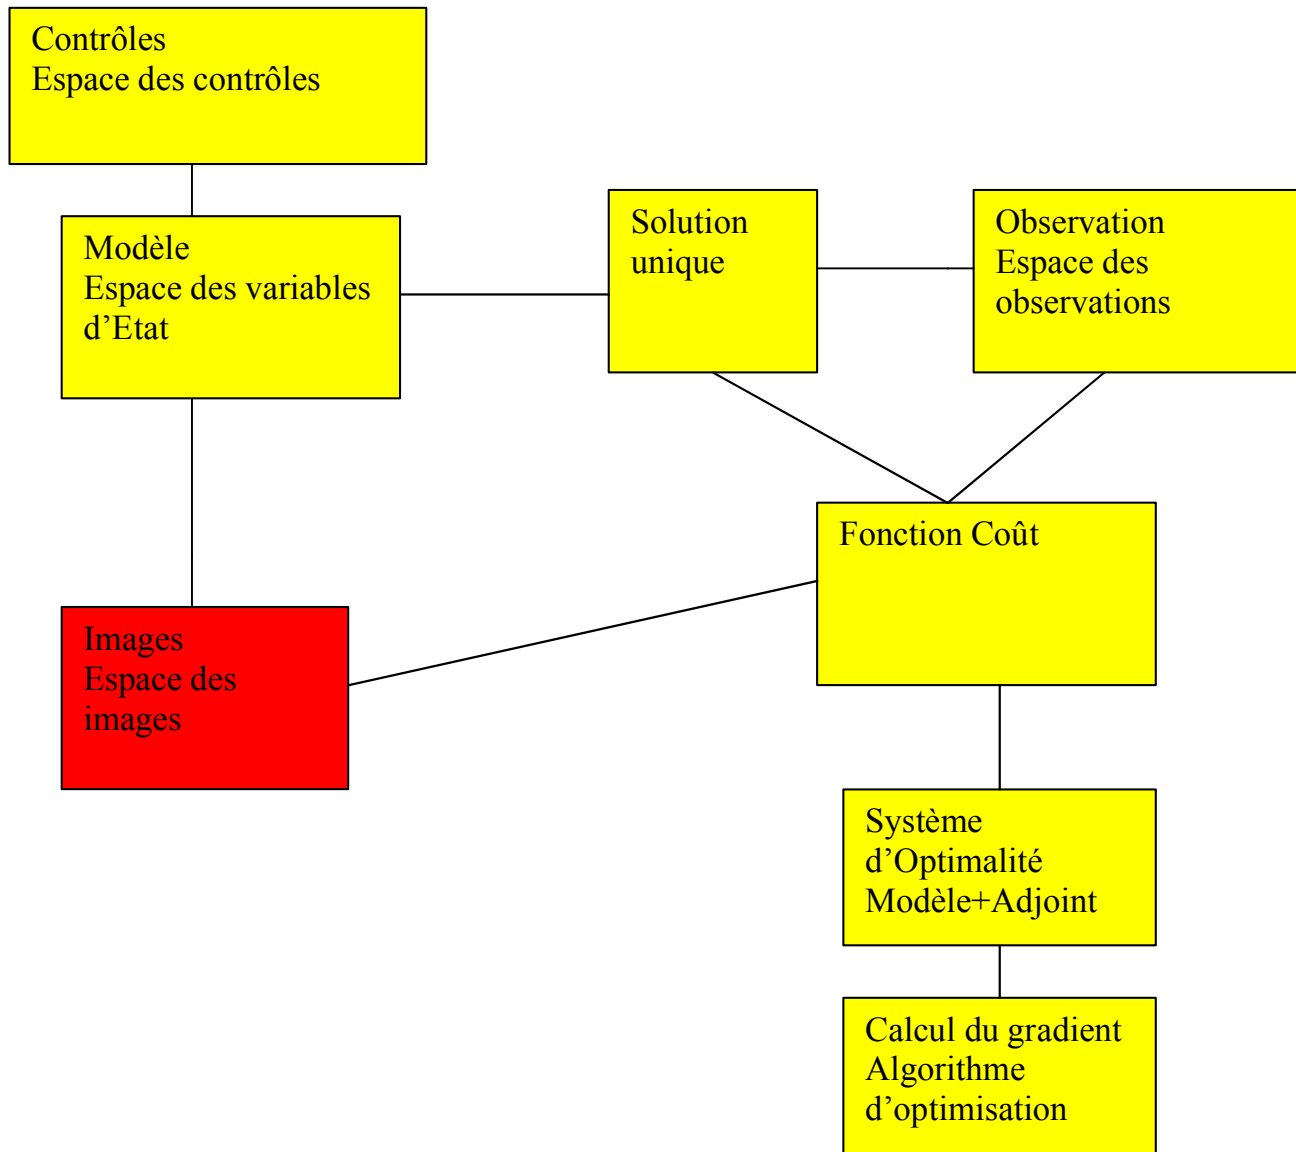 Contrôles
Espace des contrôles
Modèle
Espace des variables
d’Etat
Solution
unique
Observation
Espace des
observations
Fonction Coût
Images
Espace des
images
Système
d’Optimalité
Modèle+Adjoint
Calcul du gradient
Algorithme
d’optimisation